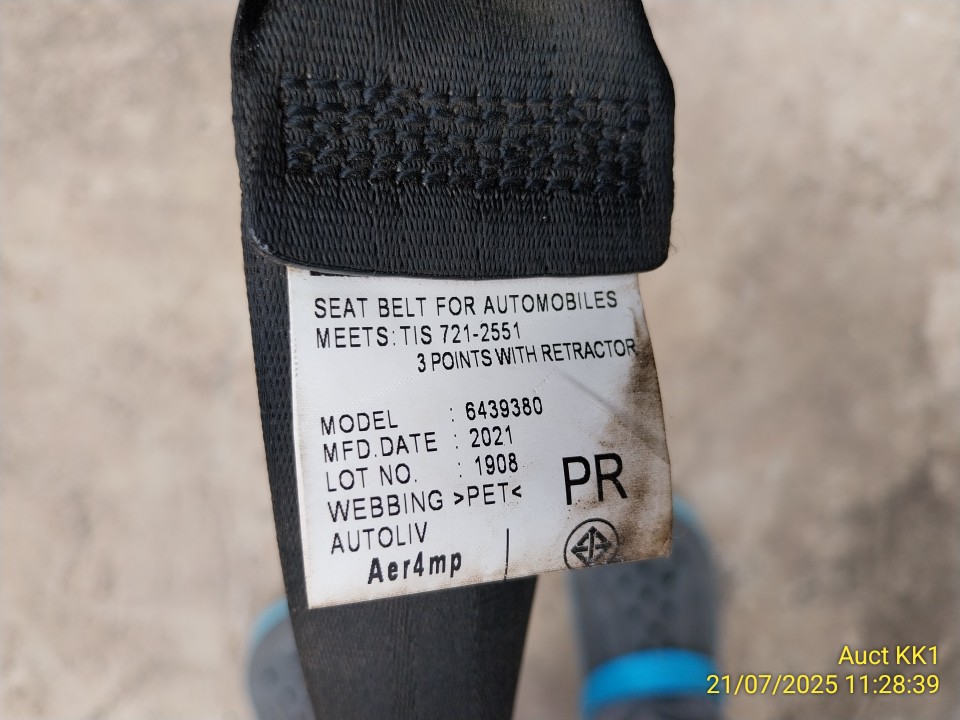 SEAT BELT FOR AUTOMOBILES
MEETS: TIS 721-2551
3 POINTS WITH RETRACTOR
MODEL : 6439380
MFD.DATE : 2021
LOT NO. : 1908
WEBBING >PET<
PR
AUTOLIV
Aer4mp
Auct KK1
21/07/2025 11:28:39